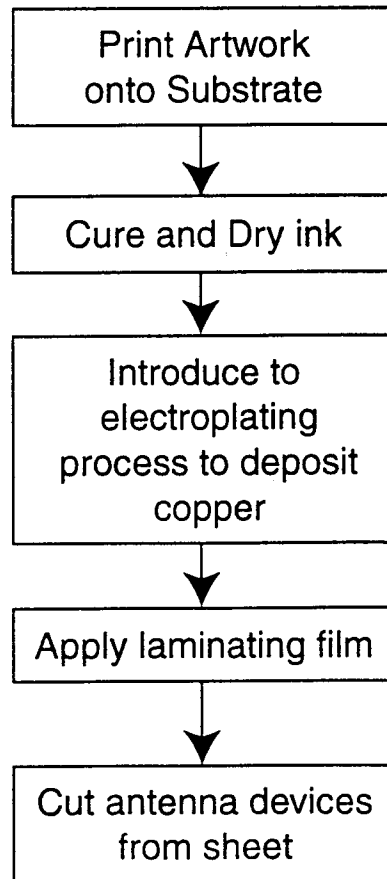 Print Artwork
onto Substrate
Cure and Dry ink
Introduce to
electroplating
process to deposit
copper
Apply laminating film
Cut antenna devices
from sheet